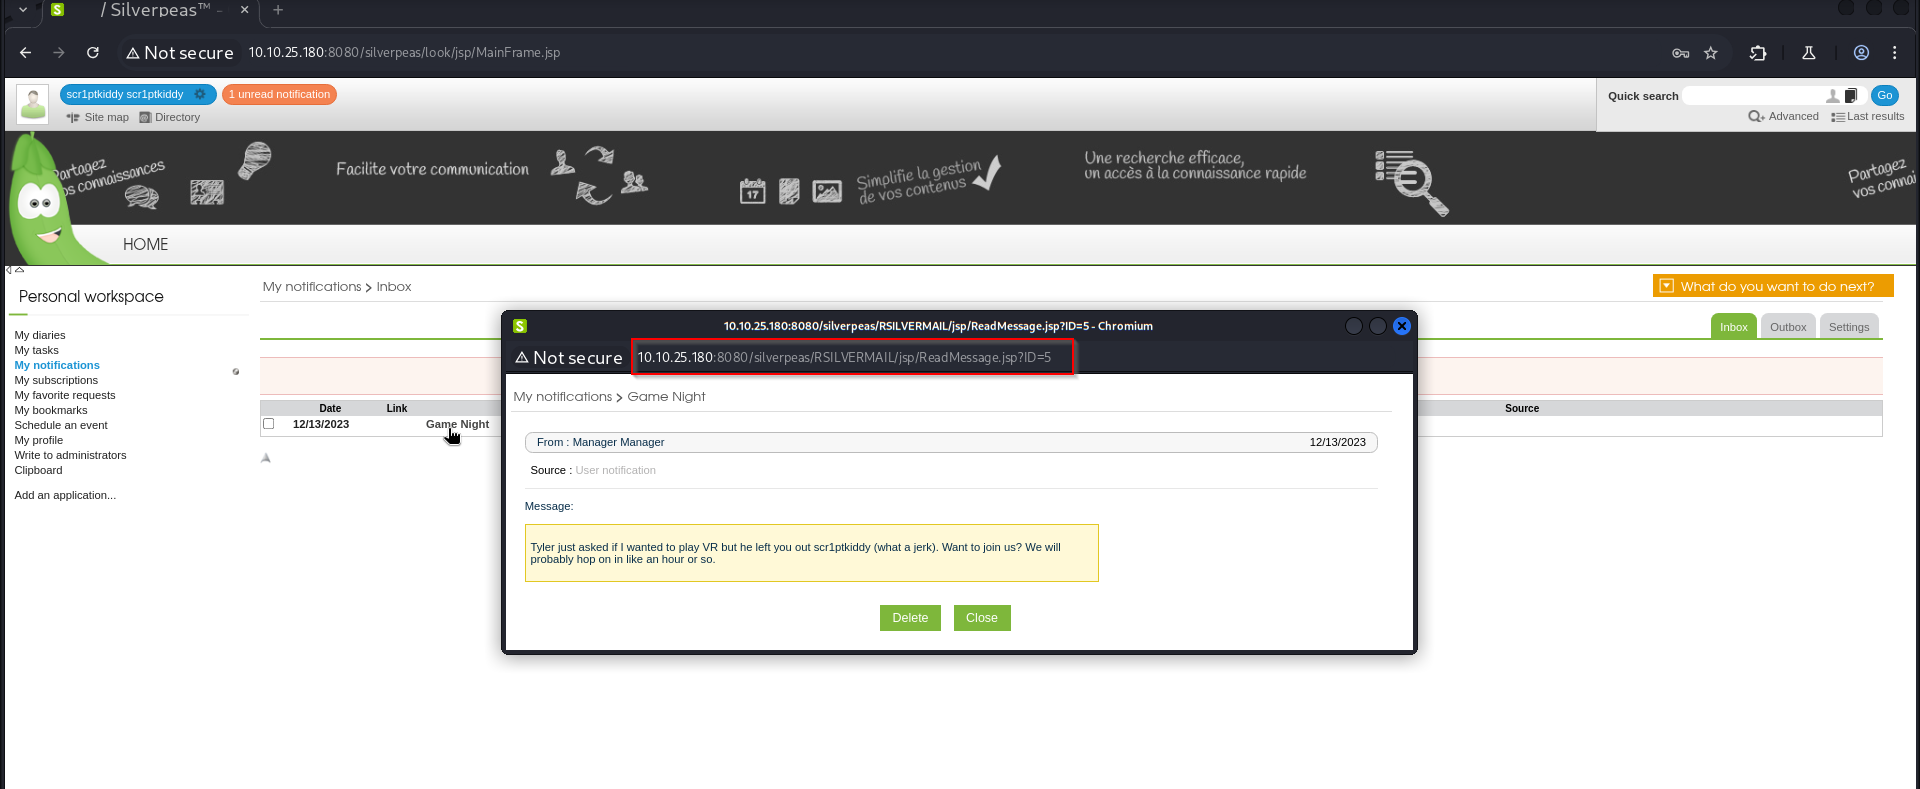 / Silverpeas™ -
Not secure 10.10.25.180:8080/silverpeas/look/jsp/MainFrame.jsp
scr1ptkiddy scr1ptkiddy 1 unread notification
Quick search Go
Site map Directory
Advanced Last results
Partagez
vos connaissances
Facilite votre communication
17
Simplifie la gestion
de vos contenus
Une recherche efficace,
un accès à la connaissance rapide
Partagez
vos connai
HOME
My notifications > Inbox
What do you want to do next?
Personal workspace
Inbox Outbox Settings
My diaries
My tasks
My notifications
My subscriptions
My favorite requests
My bookmarks
Schedule an event
My profile
Write to administrators
Clipboard
Add an application...
Date Link Source
12/13/2023 Game Night
10.10.25.180:8080/silverpeas/RSILVERMAIL/jsp/ReadMessage.jsp?ID=5 - Chromium
Not secure 10.10.25.180:8080/silverpeas/RSILVERMAIL/jsp/ReadMessage.jsp?ID=5
My notifications > Game Night
From : Manager Manager 12/13/2023
Source : User notification
Message:
Tyler just asked if I wanted to play VR but he left you out scr1ptkiddy (what a jerk). Want to join us? We will
probably hop on in like an hour or so.
Delete Close